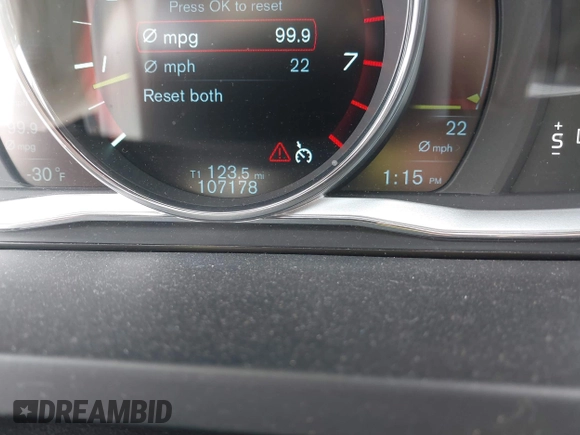 Press OK to reset
Ø mpg 99.9
Ø mph 22
Reset both
1
7
99.9
Ø mpg
22
Ø mph
+
S
-
T1 123.5 mi
107178
-30°F
1:15 PM
DREAMBID